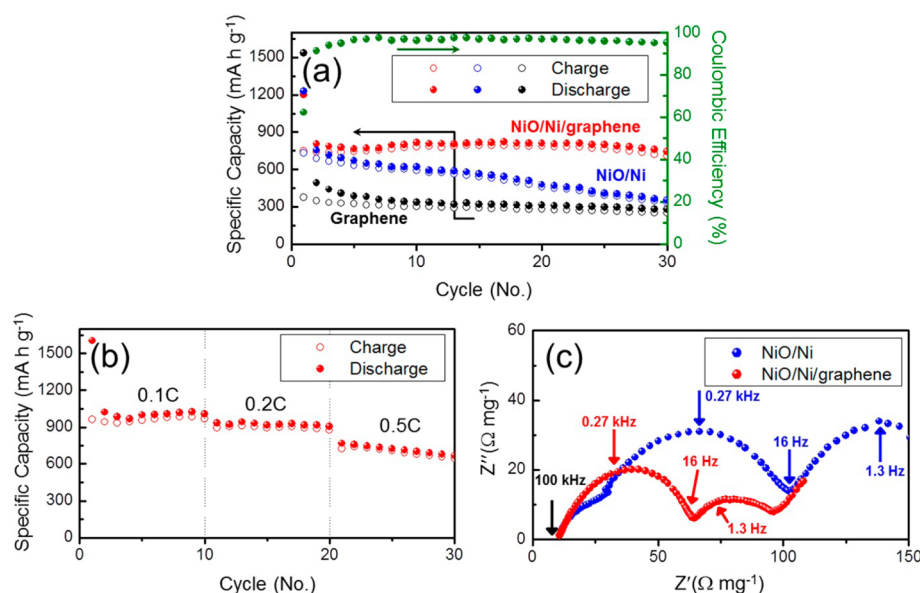 (a)
Specific Capacity (mA h g⁻¹)
1500
1200
900
600
300
0
Charge
Discharge
NiO/Ni/graphene
NiO/Ni
Graphene
0
10
20
30
Cycle (No.)
100
80
60
40
20
0
Coulombic Efficiency (%)
(b)
Specific Capacity (mA h g⁻¹)
1500
1200
900
600
300
0
Charge
Discharge
0.1C
0.2C
0.5C
0
10
20
30
Cycle (No.)
(c)
Z''(Ω mg⁻¹)
60
40
20
0
NiO/Ni
NiO/Ni/graphene
0.27 kHz
0.27 kHz
16 Hz
16 Hz
100 kHz
1.3 Hz
1.3 Hz
0
50
100
150
Z'(Ω mg⁻¹)